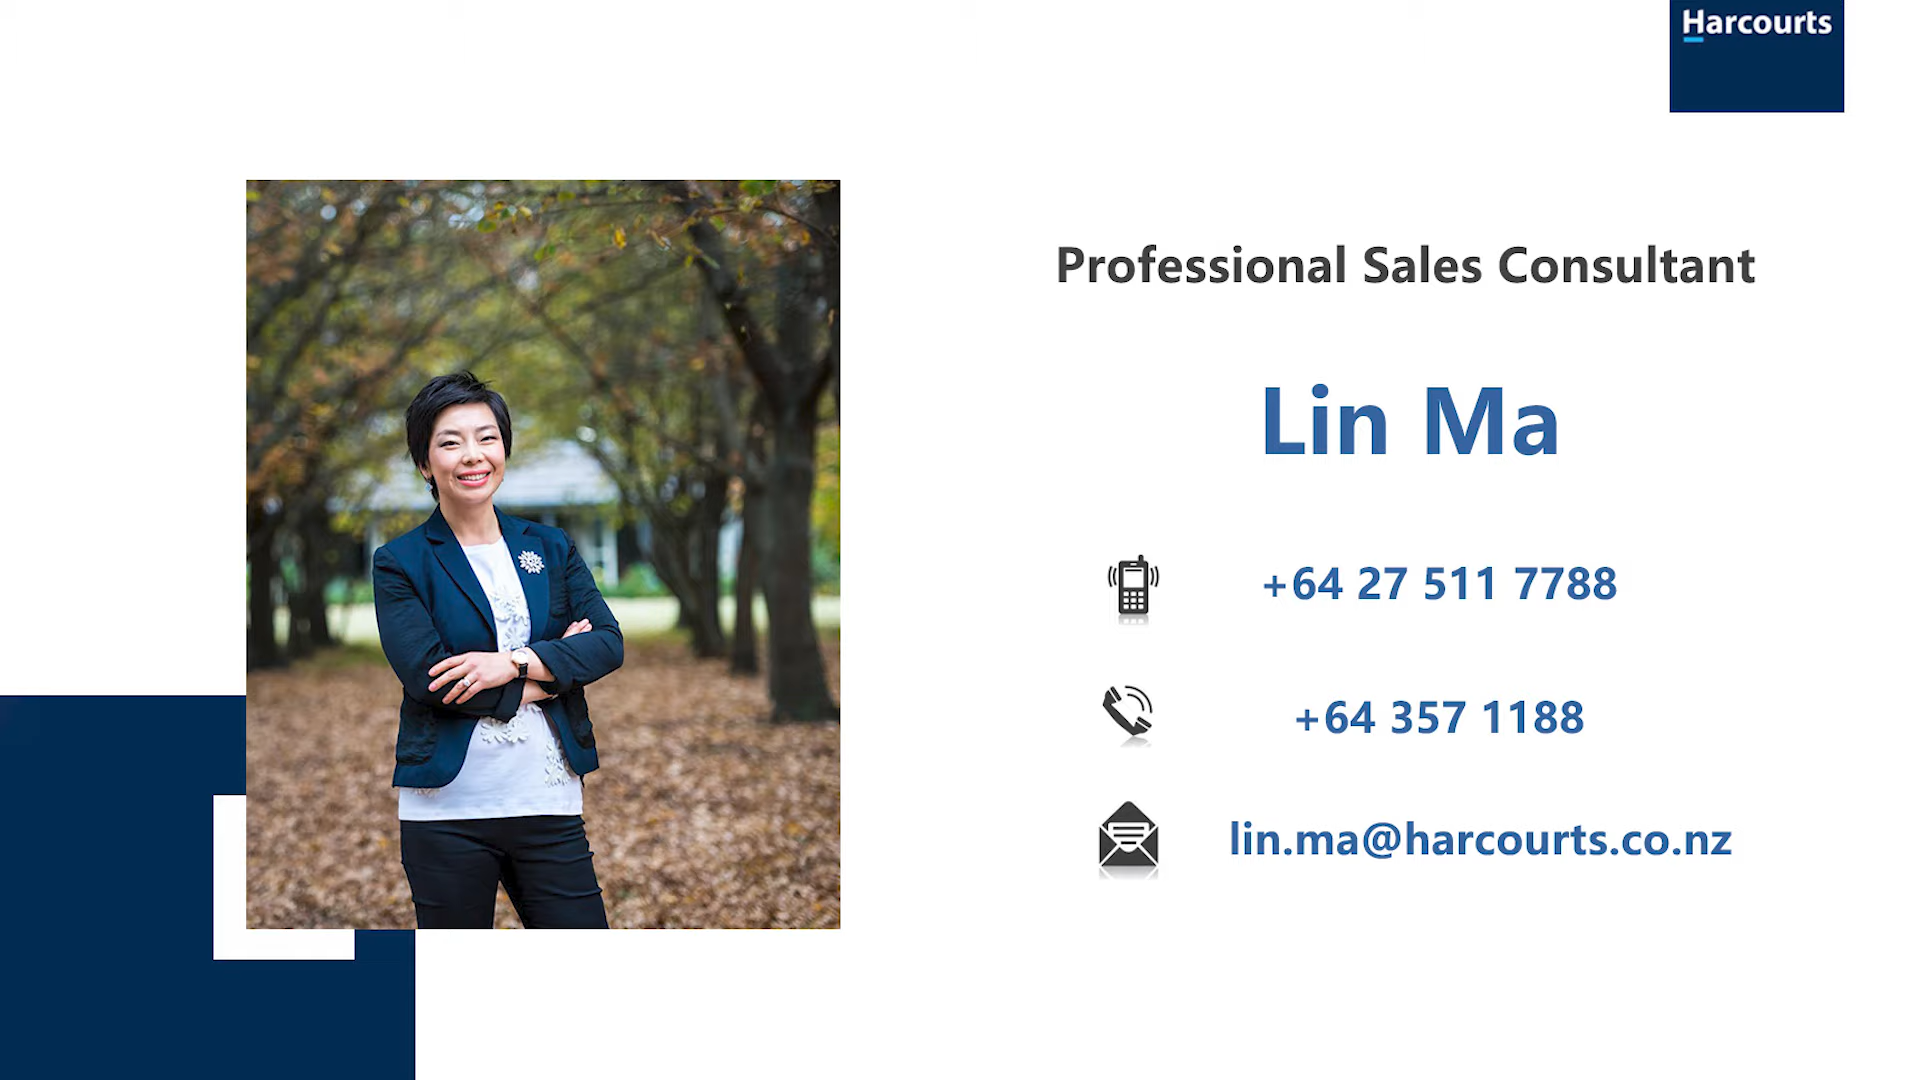 Harcourts
Professional Sales Consultant
Lin Ma
+64 27 511 7788
+64 357 1188
lin.ma@harcourts.co.nz